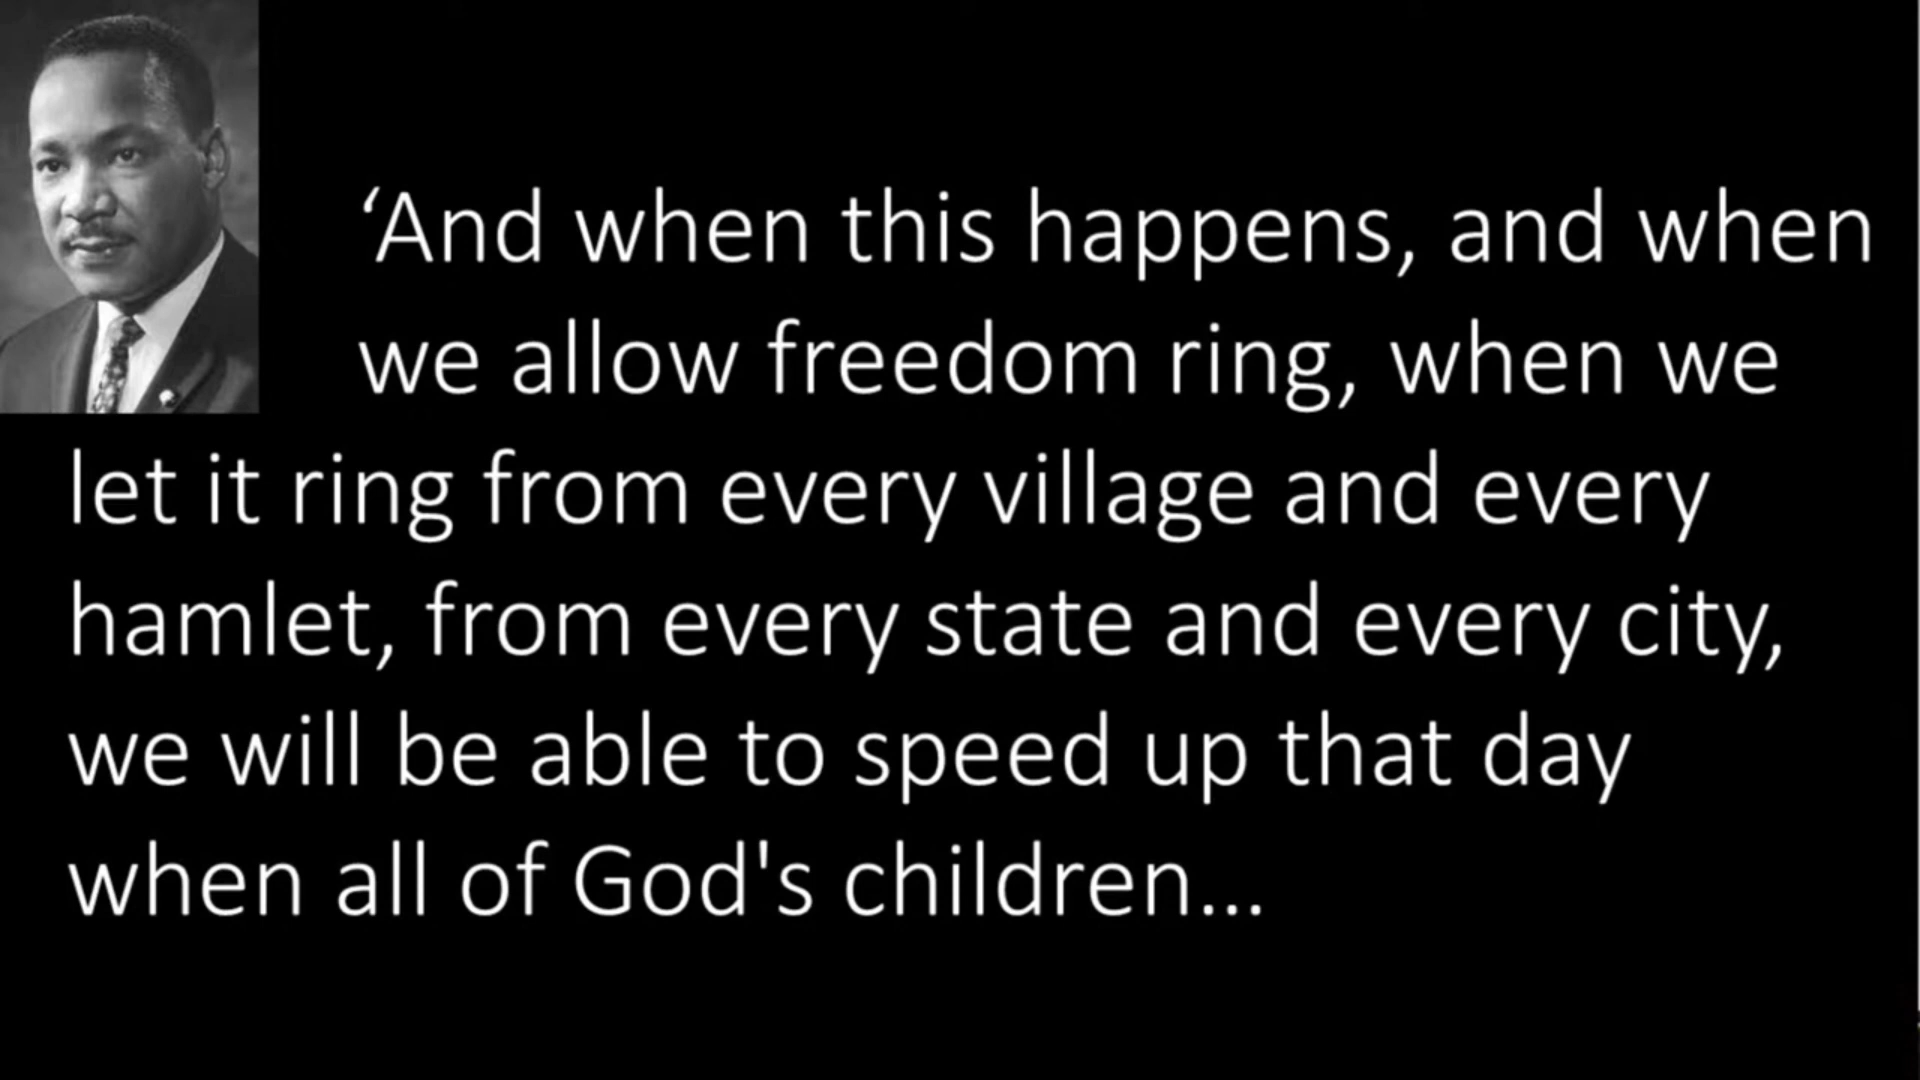 ‘And when this happens, and when
we allow freedom ring, when we
let it ring from every village and every
hamlet, from every state and every city,
we will be able to speed up that day
when all of God's children...